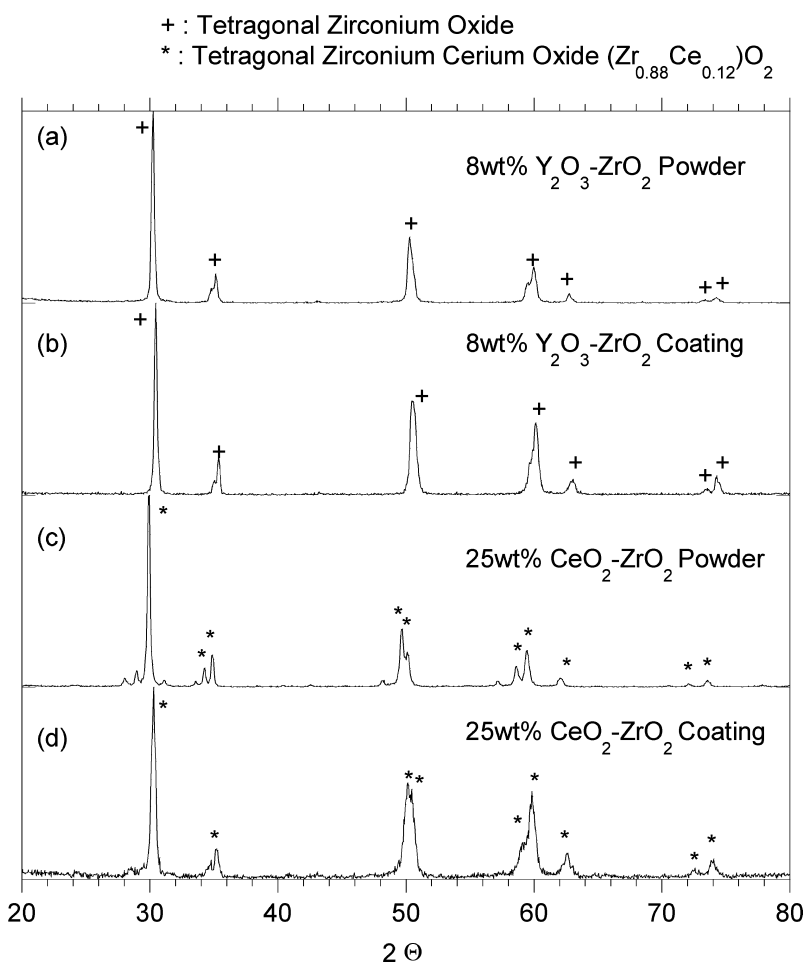 + : Tetragonal Zirconium Oxide
* : Tetragonal Zirconium Cerium Oxide (Zr0.88Ce0.12)O2
(a)
+
8wt% Y2O3-ZrO2 Powder
+
+ + + + +
(b)
+
8wt% Y2O3-ZrO2 Coating
+ +
+ + + +
(c)
*
25wt% CeO2-ZrO2 Powder
* * * * * * * * *
(d)
*
25wt% CeO2-ZrO2 Coating
* * *
* * * * *
20 30 40 50 60 70 80
2 Θ